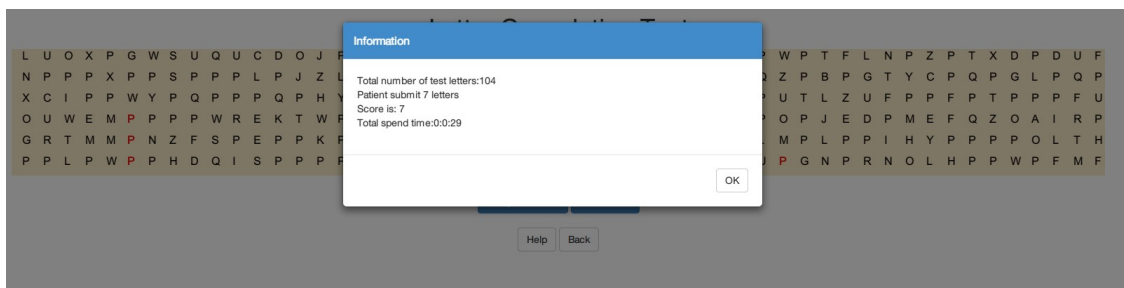 Information
L U O X P G W S U Q U C D O J W P T F L N P Z P T X D P D U F
N P P P X P P S P P P L P J Z Z P B P G T Y C P Q P G L P Q P
X C I P P W Y P Q P P P Q P H U T L Z U F P P F P T P P P F U
O U W E M P P P P W R E K T W O P J E D P M E F Q Z O A I R P
G R T M M P N Z F S P E P P K M P L P P I H Y P P P P O L T H
P P L P W P P H D Q I S P P P P G N P R N O L H P P W P F M F
Total number of test letters:104
Patient submit 7 letters
Score is: 7
Total spend time:0:0:29
OK
Help Back